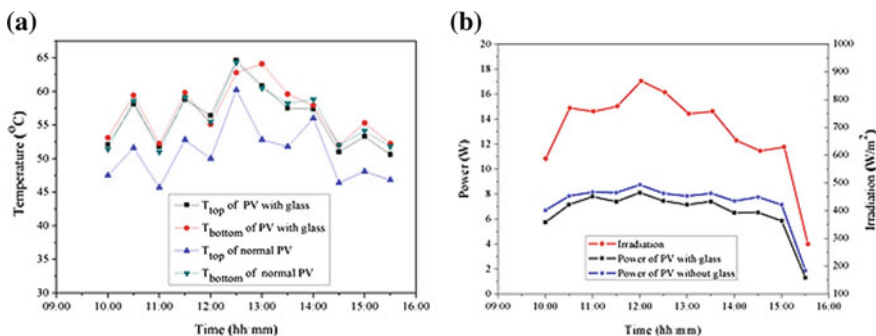 (a)
Temperature (°C)
65
60
55
50
45
40
35
30
T top of PV with glass
T bottom of PV with glass
T top of normal PV
T bottom of normal PV
09:00 10:00 11:00 12:00 13:00 14:00 15:00 16:00
Time (hh mm)
(b)
Power (W)
20
18
16
14
12
10
8
6
4
2
0
Irradiation
Power of PV with glass
Power of PV without glass
1000
900
800
700
600
500
400
300
200
100
Irradiation (W/m²)
09:00 10:00 11:00 12:00 13:00 14:00 15:00 16:00
Time (hh mm)